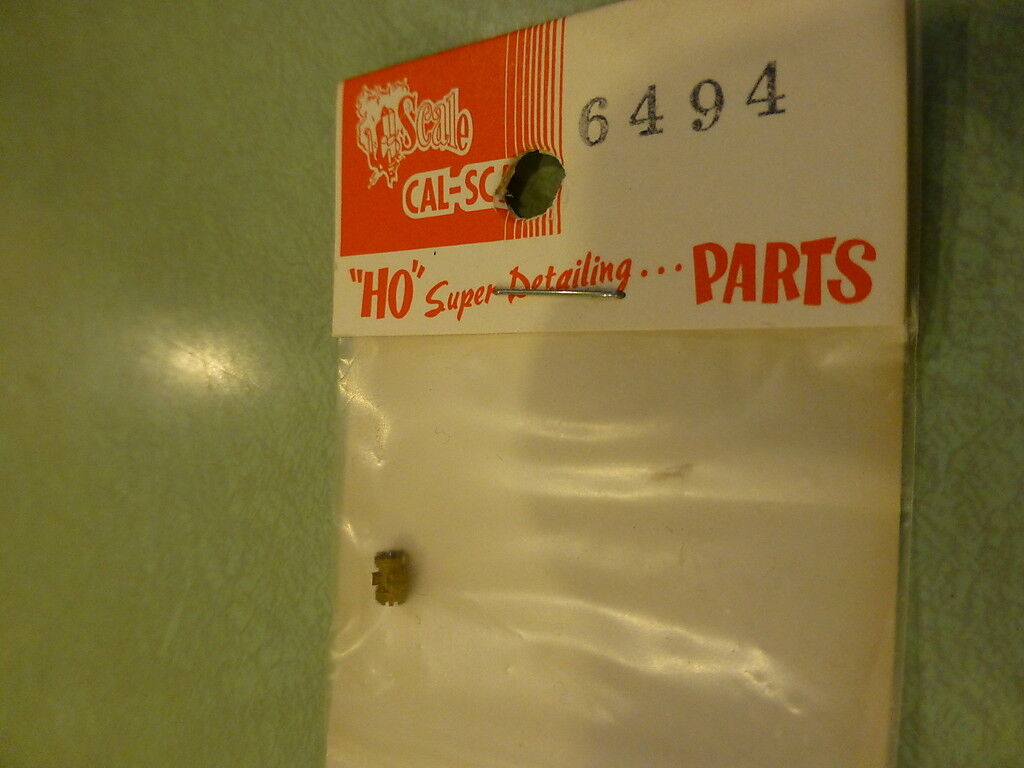 Scale
6494
CAL-SC
"HO" Super Detailing... PARTS